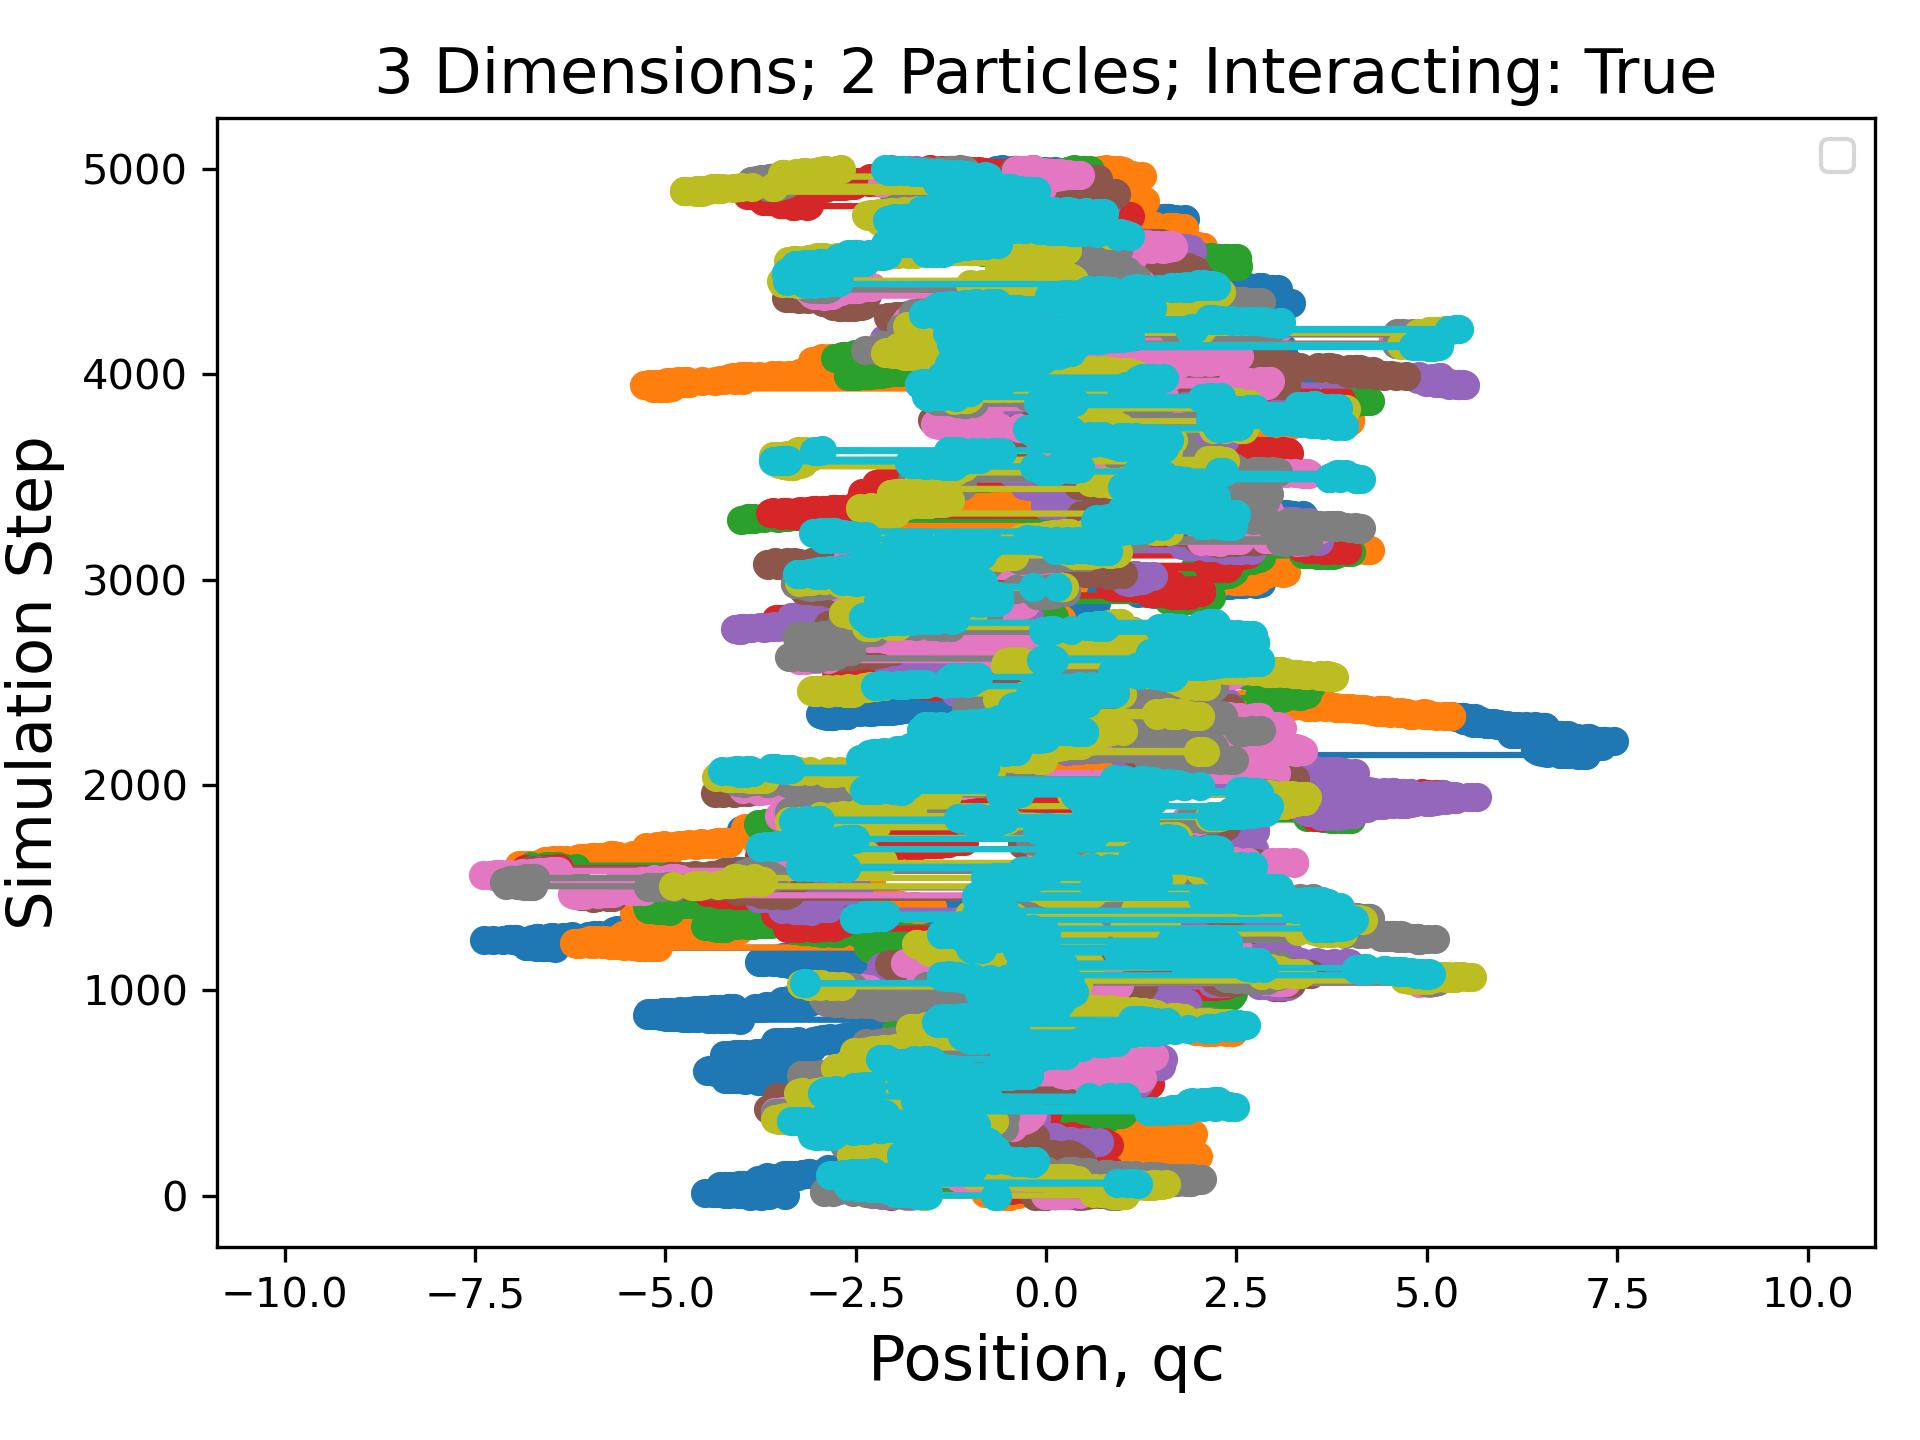 3 Dimensions; 2 Particles; Interacting: True
Simulation Step
5000
4000
3000
2000
1000
0
−10.0 −7.5 −5.0 −2.5 0.0 2.5 5.0 7.5 10.0
Position, qc